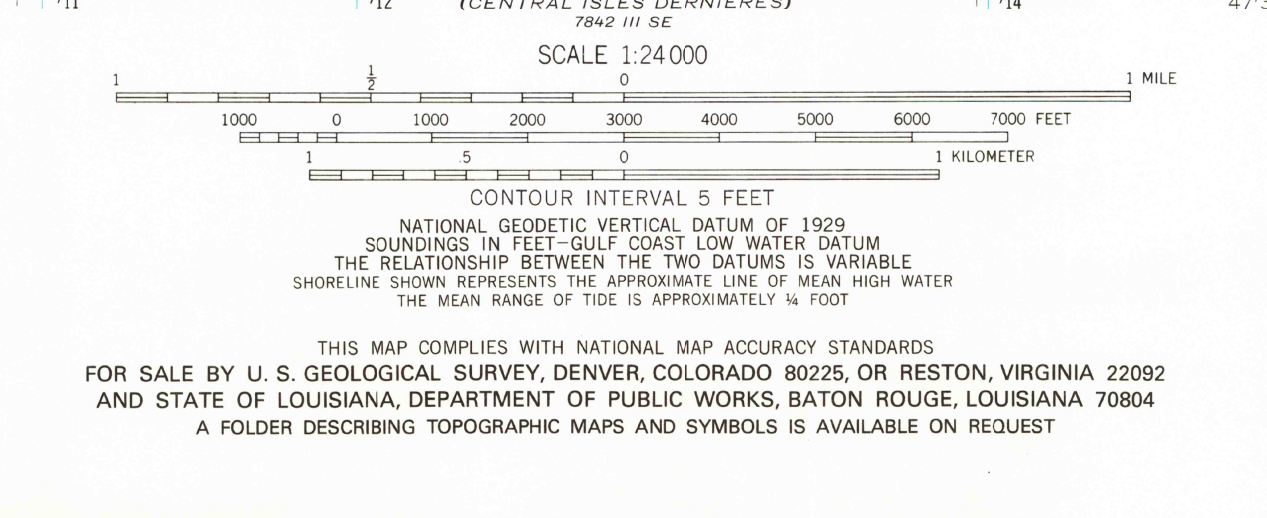 '11 '12 (CENTRAL ISLES DERNIERES) '14
7842 III SE
SCALE 1:24 000
1 ½ 0 1 MILE
1000 0 1000 2000 3000 4000 5000 6000 7000 FEET
1 .5 0 1 KILOMETER
CONTOUR INTERVAL 5 FEET
NATIONAL GEODETIC VERTICAL DATUM OF 1929
SOUNDINGS IN FEET—GULF COAST LOW WATER DATUM
THE RELATIONSHIP BETWEEN THE TWO DATUMS IS VARIABLE
SHORELINE SHOWN REPRESENTS THE APPROXIMATE LINE OF MEAN HIGH WATER
THE MEAN RANGE OF TIDE IS APPROXIMATELY ¼ FOOT
THIS MAP COMPLIES WITH NATIONAL MAP ACCURACY STANDARDS
FOR SALE BY U. S. GEOLOGICAL SURVEY, DENVER, COLORADO 80225, OR RESTON, VIRGINIA 22092
AND STATE OF LOUISIANA, DEPARTMENT OF PUBLIC WORKS, BATON ROUGE, LOUISIANA 70804
A FOLDER DESCRIBING TOPOGRAPHIC MAPS AND SYMBOLS IS AVAILABLE ON REQUEST